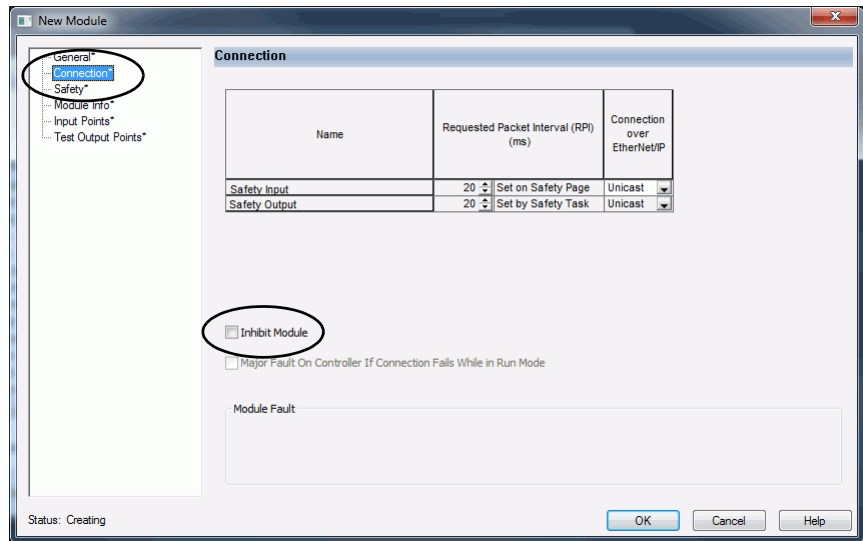 New Module
General*
Connection*
Safety*
Module Info*
Input Points*
Test Output Points*
Connection
Name
Requested Packet Interval (RPI)
(ms)
Connection
over
EtherNet/IP
Safety Input
20
Set on Safety Page
Unicast
Safety Output
20
Set by Safety Task
Unicast
Inhibit Module
Major Fault On Controller If Connection Fails While in Run Mode
Module Fault
Status: Creating
OK
Cancel
Help